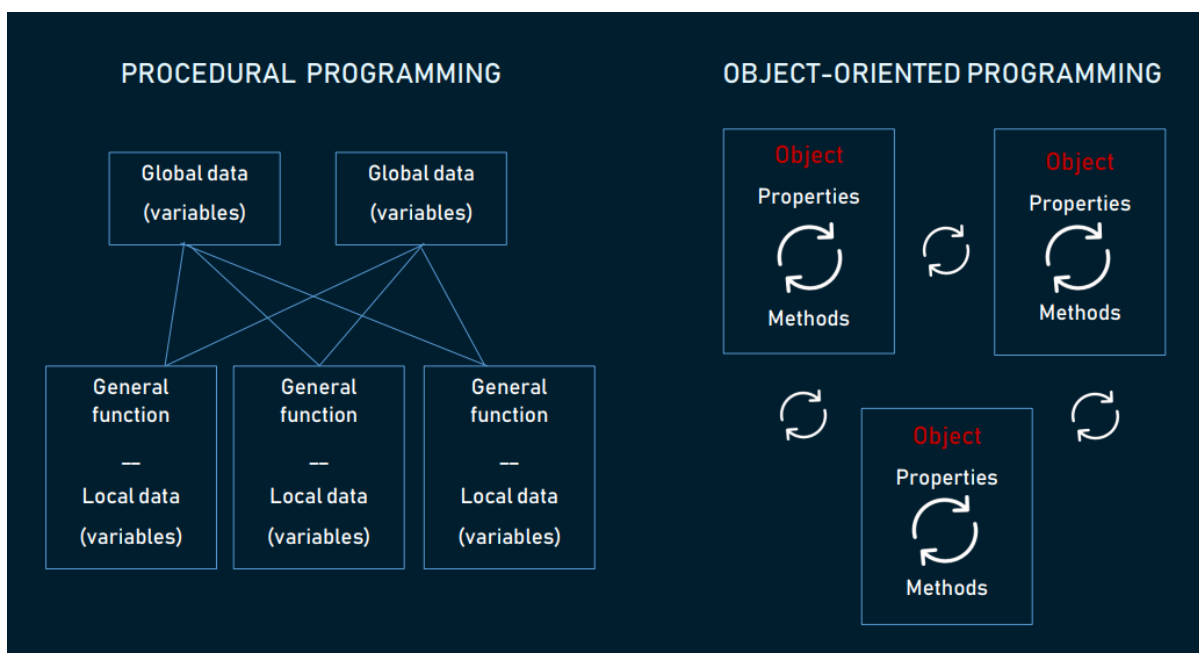 PROCEDURAL PROGRAMMING
Global data
(variables)
Global data
(variables)
General
function
—
Local data
(variables)
General
function
—
Local data
(variables)
General
function
—
Local data
(variables)
OBJECT-ORIENTED PROGRAMMING
Object
Properties
Methods
Object
Properties
Methods
Object
Properties
Methods